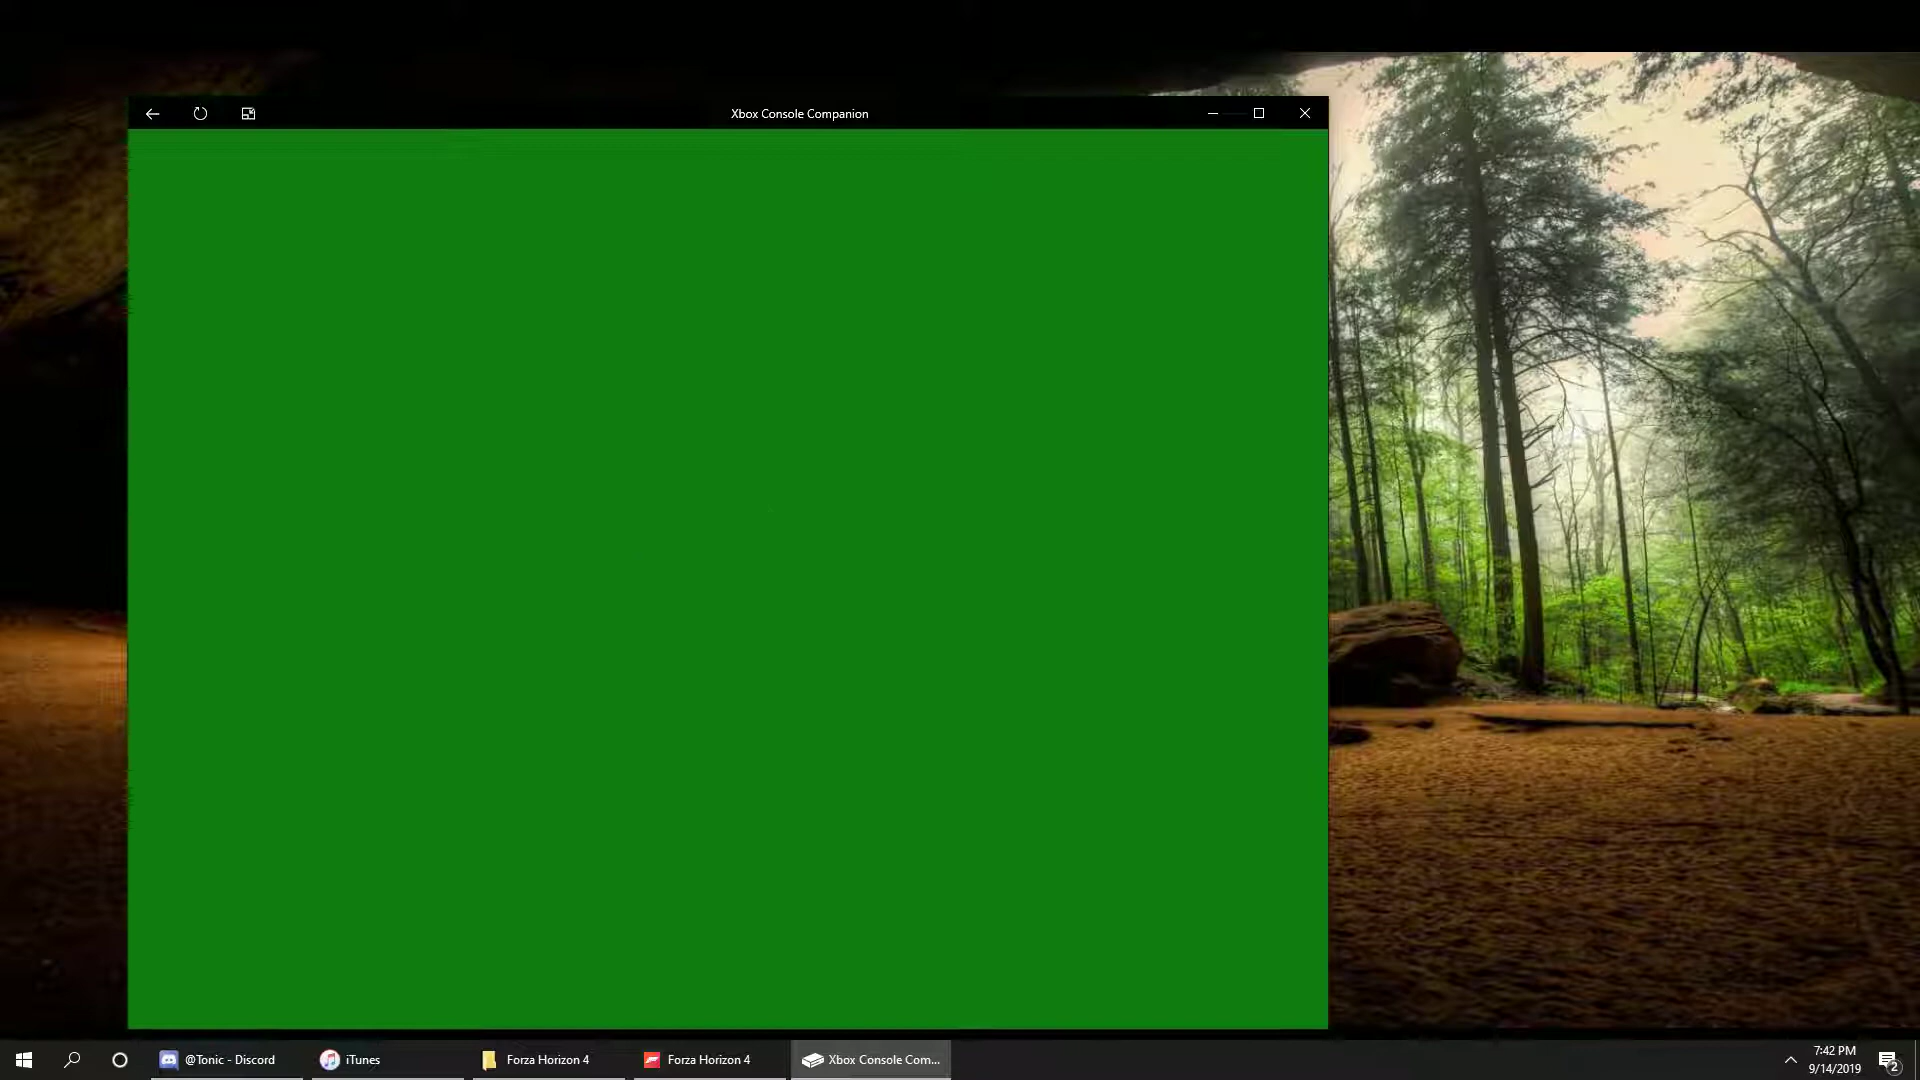 Xbox Console Companion
@Tonic - Discord
iTunes
Forza Horizon 4
Forza Horizon 4
Xbox Console Com...
7:42 PM
9/14/2019
2